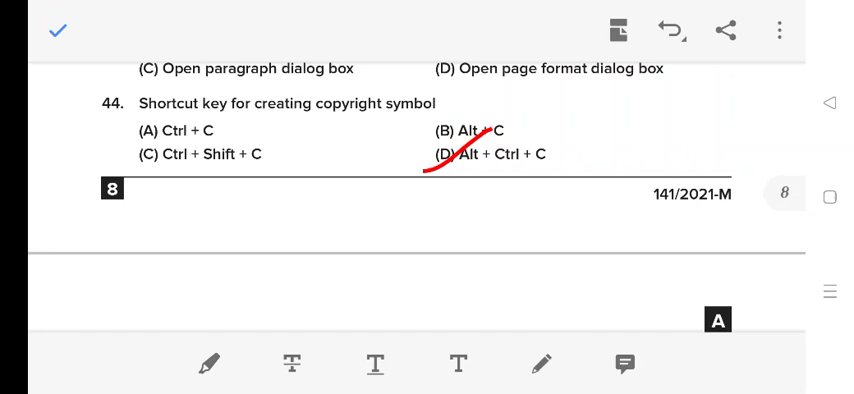 (C) Open paragraph dialog box (D) Open page format dialog box
44. Shortcut key for creating copyright symbol
(A) Ctrl + C (B) Alt + C
(C) Ctrl + Shift + C (D) Alt + Ctrl + C
8 141/2021-M 8
A
T T T